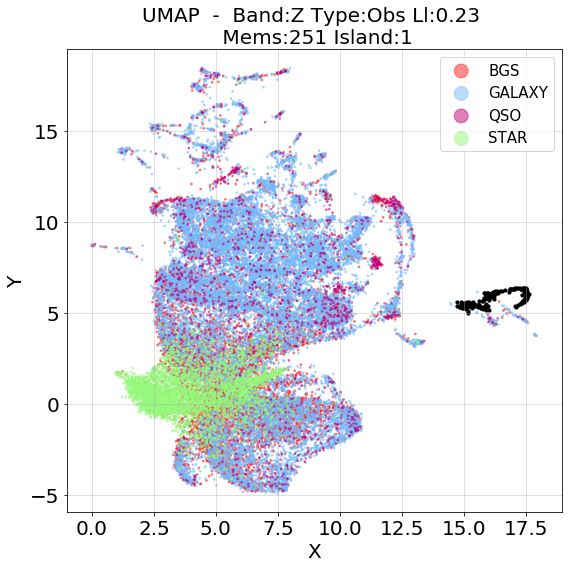 UMAP - Band:Z Type:Obs Ll:0.23
Mems:251 Island:1
BGS
GALAXY
QSO
STAR
15
10
5
0
−5
Y
0.0 2.5 5.0 7.5 10.0 12.5 15.0 17.5
X